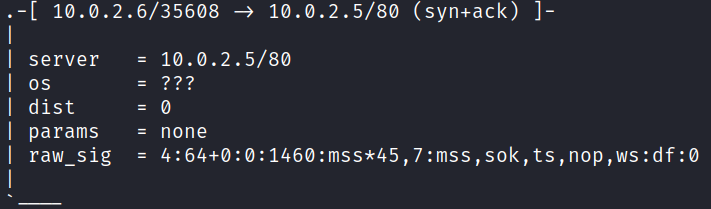 .-[ 10.0.2.6/35608 -> 10.0.2.5/80 (syn+ack) ]-
|
| server   = 10.0.2.5/80
| os       = ???
| dist     = 0
| params   = none
| raw_sig  = 4:64+0:0:1460:mss*45,7:mss,sok,ts,nop,ws:df:0
|
`____